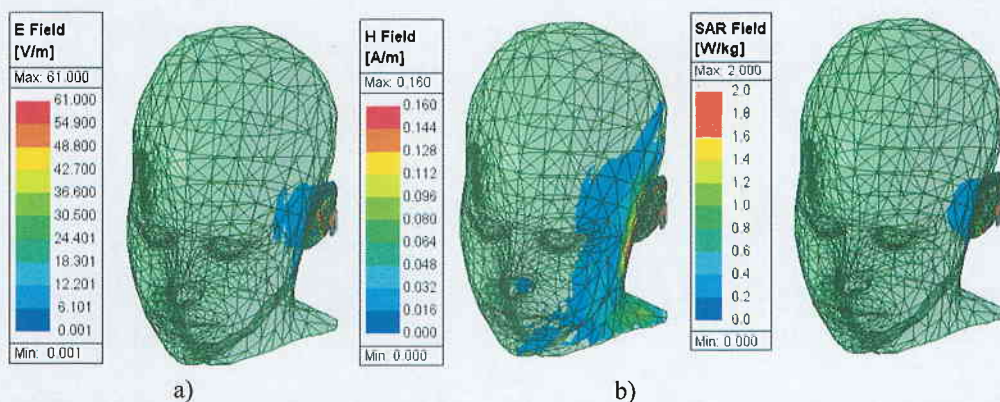 E Field
[V/m]
Max: 61.000
61.000
54.900
48.800
42.700
36.600
30.500
24.401
18.301
12.201
6.101
0.001
Min: 0.001
a)
H Field
[A/m]
Max: 0.160
0.160
0.144
0.128
0.112
0.096
0.080
0.064
0.048
0.032
0.016
0.000
Min: 0.000
b)
SAR Field
[W/kg]
Max: 2.000
2.0
1.8
1.6
1.4
1.2
1.0
0.8
0.6
0.4
0.2
0.0
Min: 0.000